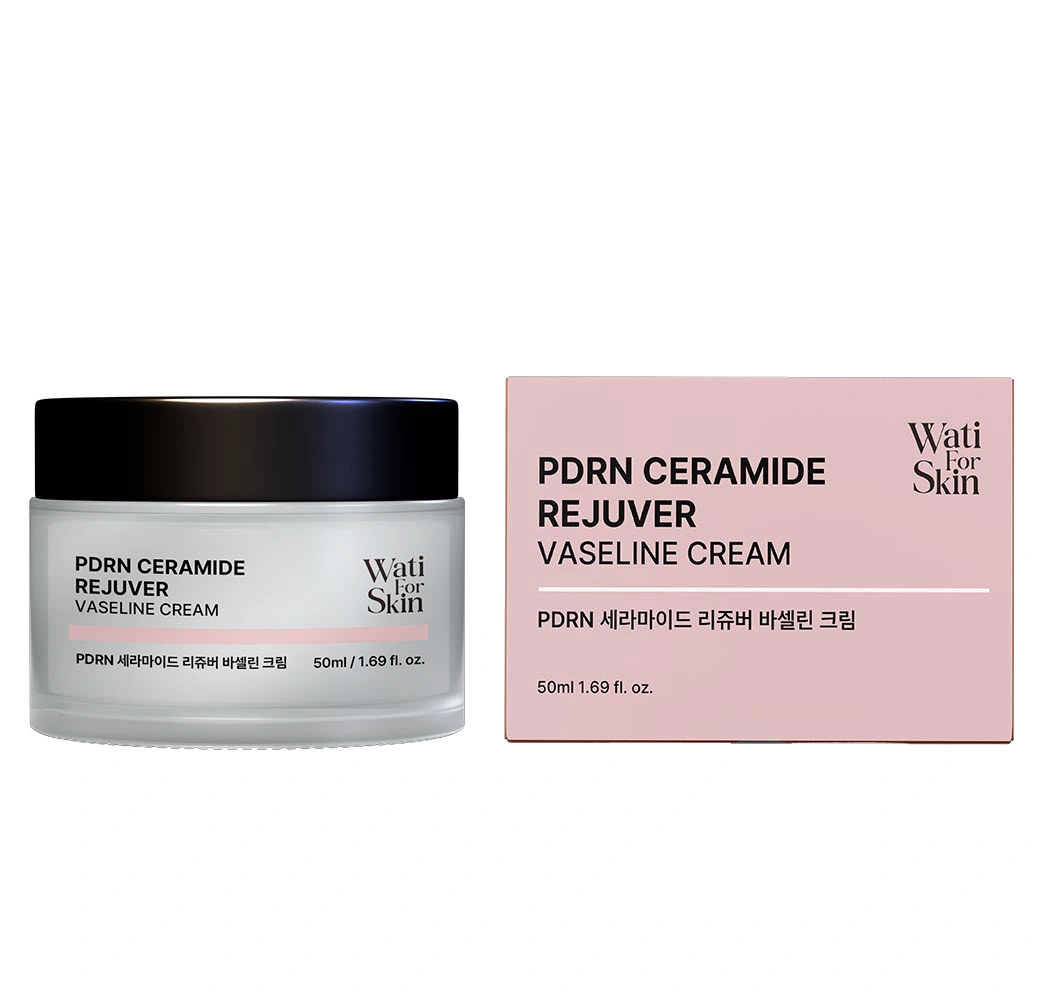 PDRN CERAMIDE
REJUVER
VASELINE CREAM
Wati
For
Skin
PDRN 세라마이드 리쥬버 바셀린 크림
50ml / 1.69 fl. oz.
PDRN CERAMIDE
REJUVER
VASELINE CREAM
Wati
For
Skin
PDRN 세라마이드 리쥬버 바셀린 크림
50ml 1.69 fl. oz.